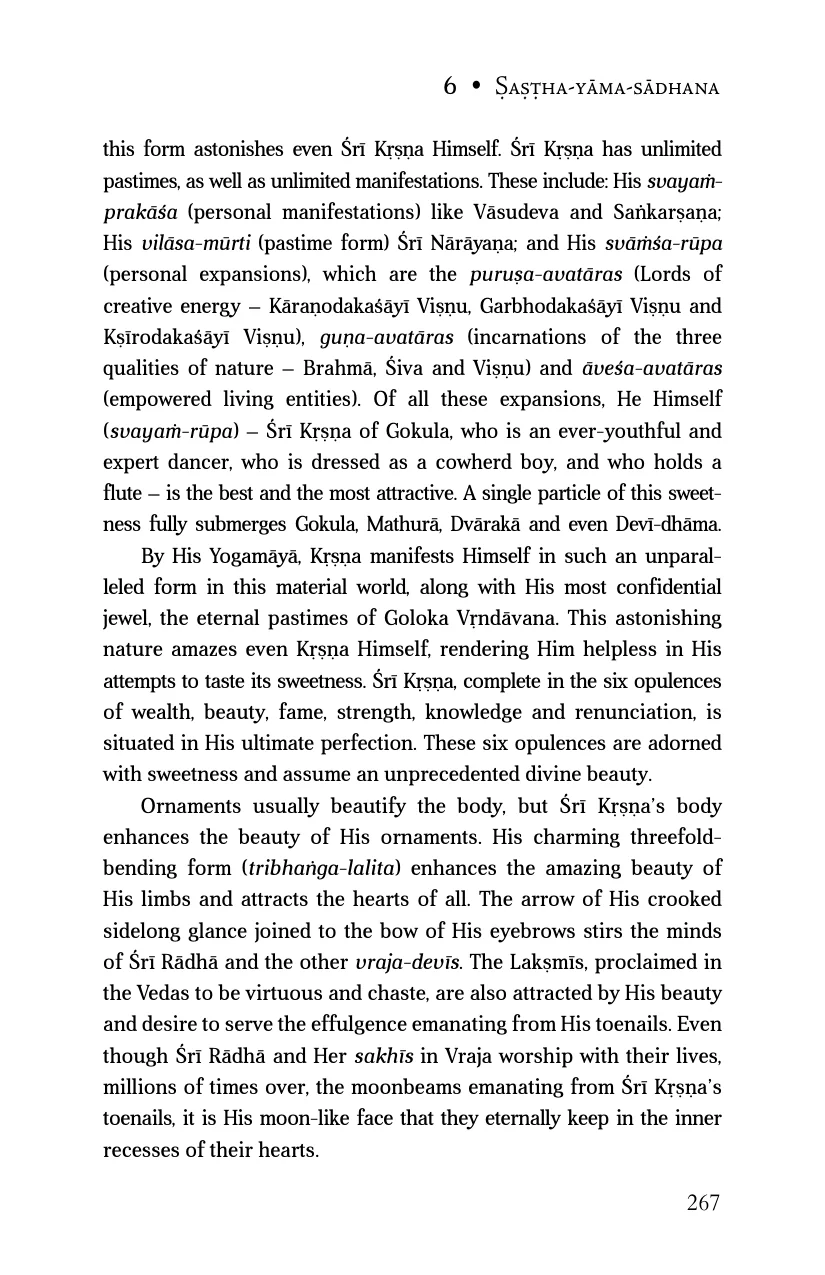 6 • Ṣaṣṭha-yāma-sādhana
this form astonishes even Śrī Kṛṣṇa Himself. Śrī Kṛṣṇa has unlimited
pastimes, as well as unlimited manifestations. These include: His svayaṁ-
prakāśa (personal manifestations) like Vāsudeva and Saṅkarṣaṇa;
His vilāsa-mūrti (pastime form) Śrī Nārāyaṇa; and His svāṁśa-rūpa
(personal expansions), which are the puruṣa-avatāras (Lords of
creative energy – Kāraṇodakaśāyī Viṣṇu, Garbhodakaśāyī Viṣṇu and
Kṣīrodakaśāyī Viṣṇu), guṇa-avatāras (incarnations of the three
qualities of nature – Brahmā, Śiva and Viṣṇu) and āveśa-avatāras
(empowered living entities). Of all these expansions, He Himself
(svayaṁ-rūpa) – Śrī Kṛṣṇa of Gokula, who is an ever-youthful and
expert dancer, who is dressed as a cowherd boy, and who holds a
flute – is the best and the most attractive. A single particle of this sweet-
ness fully submerges Gokula, Mathurā, Dvārakā and even Devī-dhāma.
By His Yogamāyā, Kṛṣṇa manifests Himself in such an unparal-
leled form in this material world, along with His most confidential
jewel, the eternal pastimes of Goloka Vṛndāvana. This astonishing
nature amazes even Kṛṣṇa Himself, rendering Him helpless in His
attempts to taste its sweetness. Śrī Kṛṣṇa, complete in the six opulences
of wealth, beauty, fame, strength, knowledge and renunciation, is
situated in His ultimate perfection. These six opulences are adorned
with sweetness and assume an unprecedented divine beauty.
Ornaments usually beautify the body, but Śrī Kṛṣṇa’s body
enhances the beauty of His ornaments. His charming threefold-
bending form (tribhaṅga-lalita) enhances the amazing beauty of
His limbs and attracts the hearts of all. The arrow of His crooked
sidelong glance joined to the bow of His eyebrows stirs the minds
of Śrī Rādhā and the other vraja-devīs. The Lakṣmīs, proclaimed in
the Vedas to be virtuous and chaste, are also attracted by His beauty
and desire to serve the effulgence emanating from His toenails. Even
though Śrī Rādhā and Her sakhīs in Vraja worship with their lives,
millions of times over, the moonbeams emanating from Śrī Kṛṣṇa’s
toenails, it is His moon-like face that they eternally keep in the inner
recesses of their hearts.
267